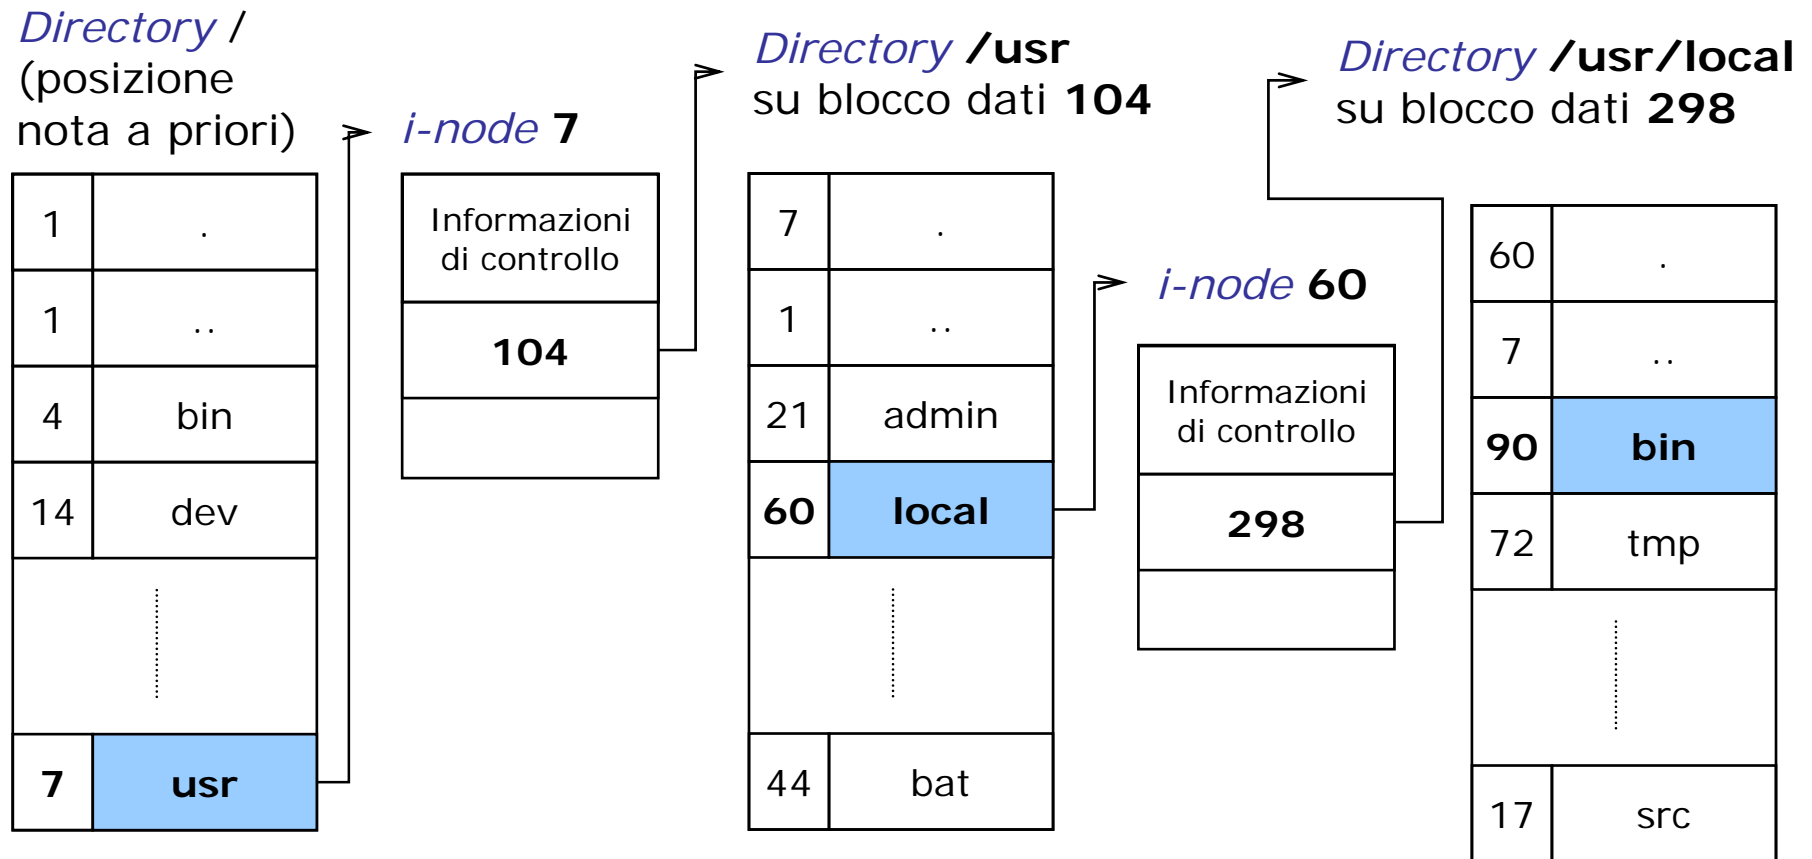 Directory /
(posizione
nota a priori)
1 .
1 ..
4 bin
14 dev
7 usr
i-node 7
Informazioni
di controllo
104
Directory /usr
su blocco dati 104
7 .
1 ..
21 admin
60 local
44 bat
i-node 60
Informazioni
di controllo
298
Directory /usr/local
su blocco dati 298
60 .
7 ..
90 bin
72 tmp
17 src